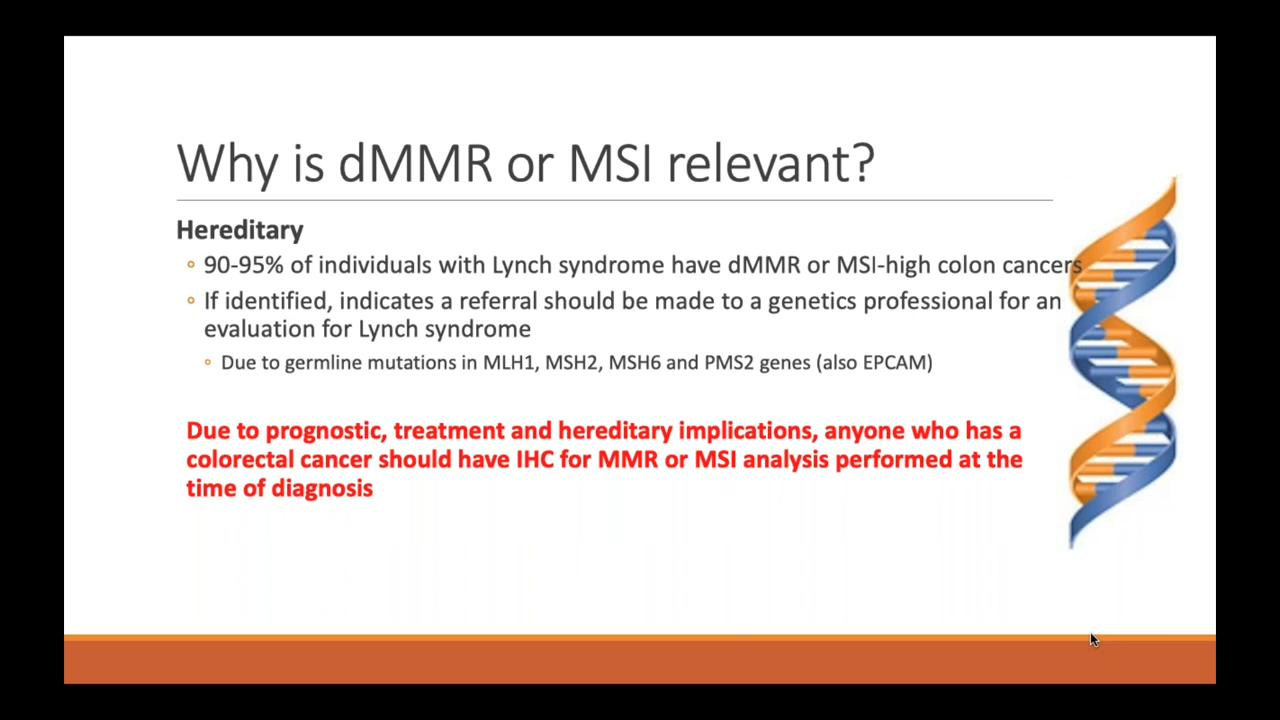 Why is dMMR or MSI relevant?
Hereditary
◦ 90-95% of individuals with Lynch syndrome have dMMR or MSI-high colon cancers
◦ If identified, indicates a referral should be made to a genetics professional for an
evaluation for Lynch syndrome
◦ Due to germline mutations in MLH1, MSH2, MSH6 and PMS2 genes (also EPCAM)
Due to prognostic, treatment and hereditary implications, anyone who has a
colorectal cancer should have IHC for MMR or MSI analysis performed at the
time of diagnosis